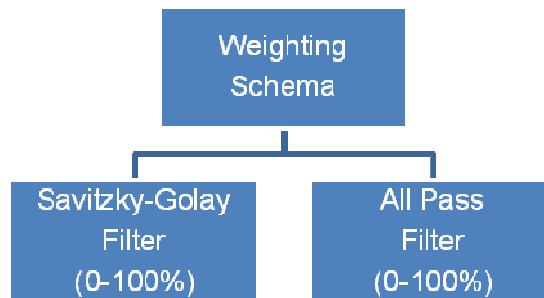 Weighting
Schema
Savitzky-Golay
Filter
(0-100%)
All Pass
Filter
(0-100%)